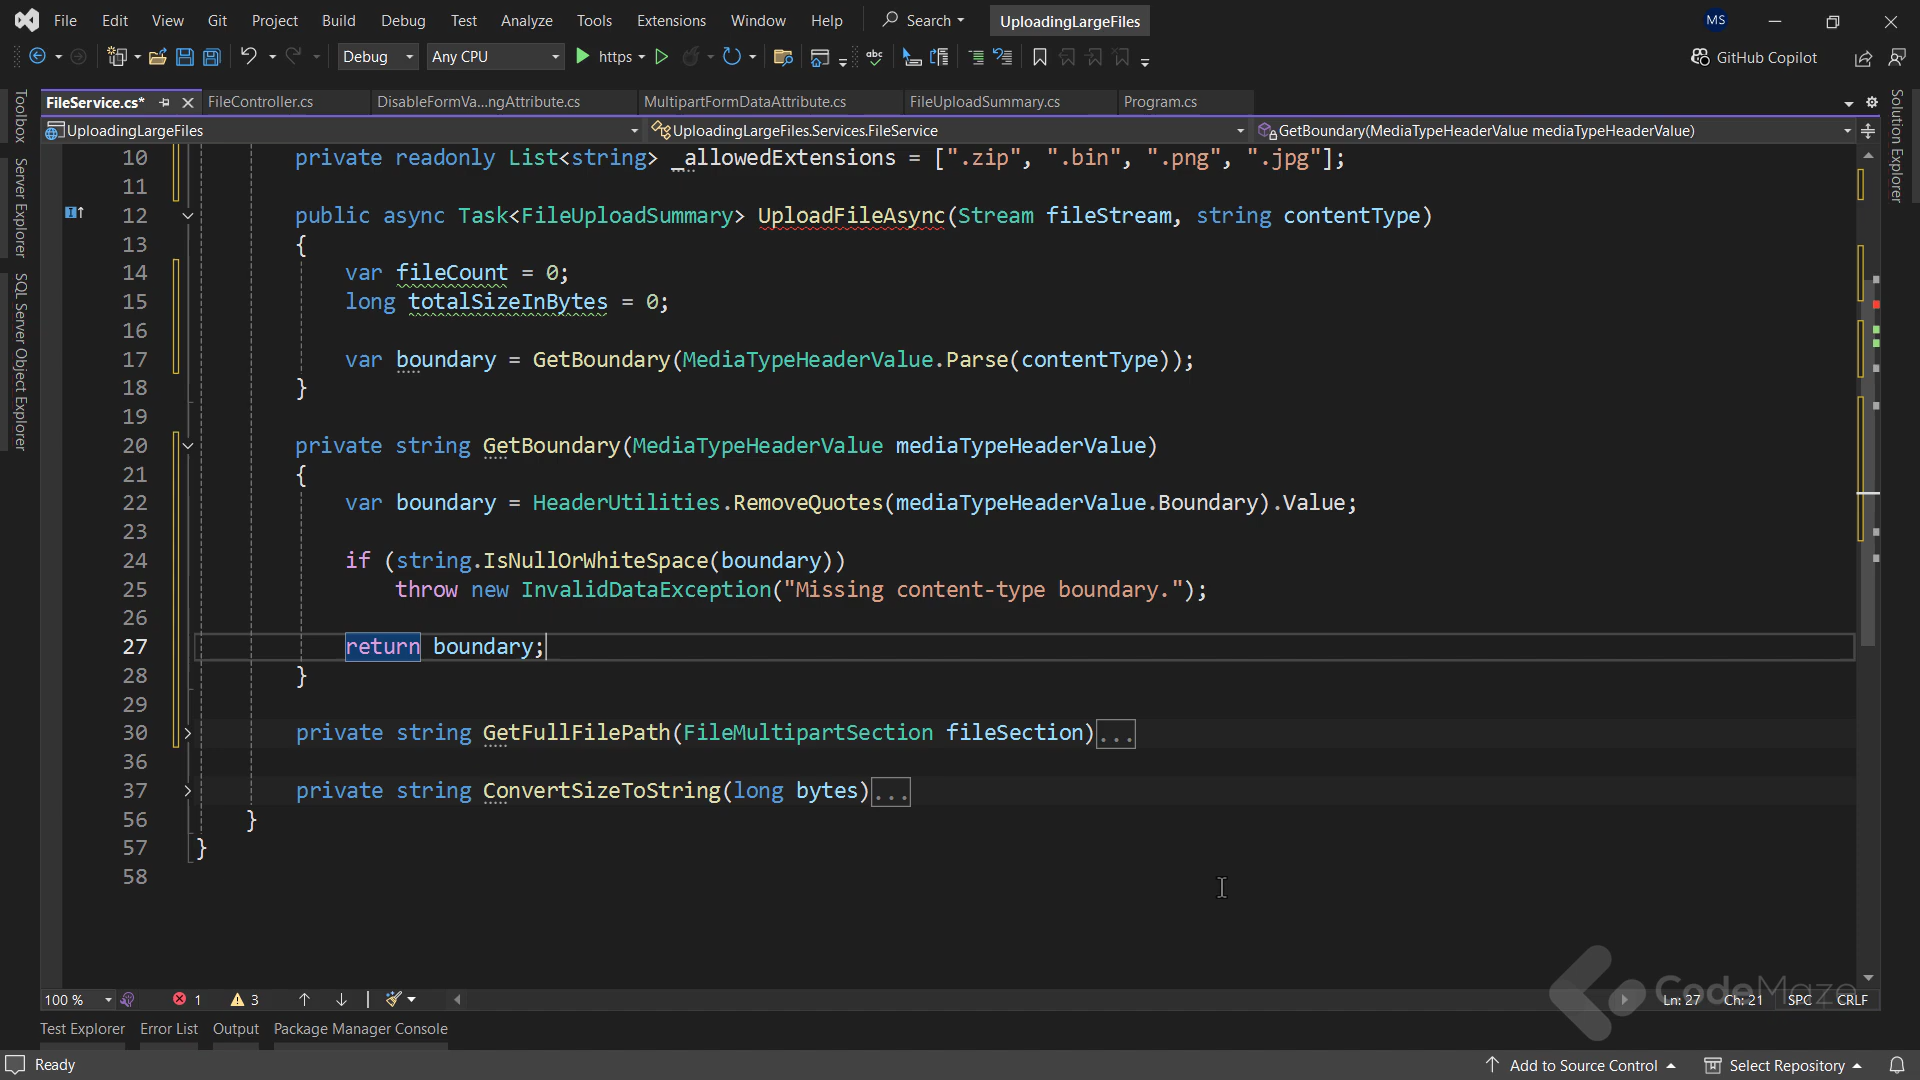 File Edit View Git Project Build Debug Test Analyze Tools Extensions Window Help Search UploadingLargeFiles MS
Debug Any CPU https abc GitHub Copilot
FileService.cs* FileController.cs DisableFormVa...ngAttribute.cs MultipartFormDataAttribute.cs FileUploadSummary.cs Program.cs
UploadingLargeFiles UploadingLargeFiles.Services.FileService GetBoundary(MediaTypeHeaderValue mediaTypeHeaderValue)
Toolbox
Server Explorer
SQL Server Object Explorer
Solution Explorer
10 private readonly List<string> _allowedExtensions = [".zip", ".bin", ".png", ".jpg"];
11
12 public async Task<FileUploadSummary> UploadFileAsync(Stream fileStream, string contentType)
13 {
14 var fileCount = 0;
15 long totalSizeInBytes = 0;
16
17 var boundary = GetBoundary(MediaTypeHeaderValue.Parse(contentType));
18 }
19
20 private string GetBoundary(MediaTypeHeaderValue mediaTypeHeaderValue)
21 {
22 var boundary = HeaderUtilities.RemoveQuotes(mediaTypeHeaderValue.Boundary).Value;
23
24 if (string.IsNullOrWhiteSpace(boundary))
25 throw new InvalidDataException("Missing content-type boundary.");
26
27 return boundary;
28 }
29
30 private string GetFullFilePath(FileMultipartSection fileSection)...
36
37 private string ConvertSizeToString(long bytes)...
56 }
57 }
58
CodeMaze
100 % 1 3 Ln: 27 Ch: 21 SPC CRLF
Test Explorer Error List Output Package Manager Console
Ready Add to Source Control Select Repository